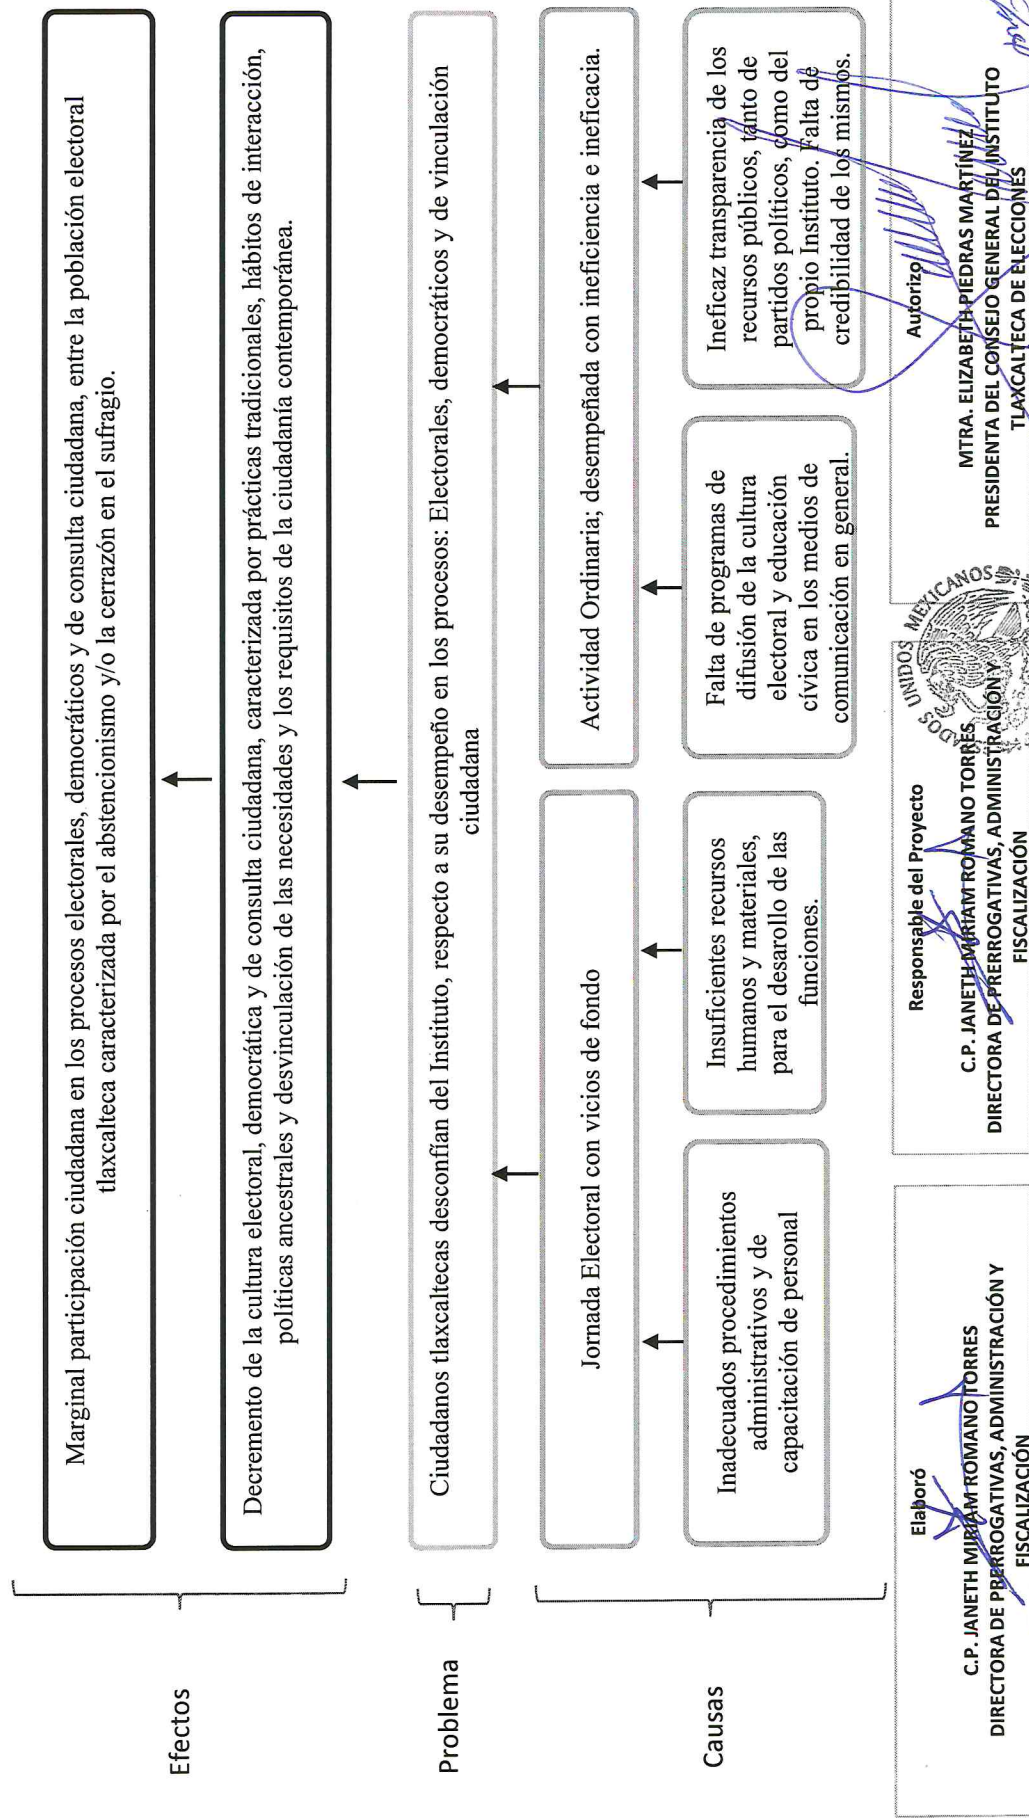 Efectos
Marginal participación ciudadana en los procesos electorales, democráticos y de consulta ciudadana, entre la población electoral
tlaxcalteca caracterizada por el abstencionismo y/o la cerrazón en el sufragio.
Decremento de la cultura electoral, democrática y de consulta ciudadana, caracterizada por prácticas tradicionales, hábitos de interacción,
políticas ancestrales y desvinculación de las necesidades y los requisitos de la ciudadanía contemporánea.
Problema
Ciudadanos tlaxcaltecas desconfían del Instituto, respecto a su desempeño en los procesos: Electorales, democráticos y de vinculación
ciudadana
Causas
Jornada Electoral con vicios de fondo
Actividad Ordinaria; desempeñada con ineficiencia e ineficacia.
Inadecuados procedimientos
administrativos y de
capacitación de personal
Insuficientes recursos
humanos y materiales,
para el desarollo de las
funciones.
Falta de programas de
difusión de la cultura
electoral y educación
cívica en los medios de
comunicación en general.
Ineficaz transparencia de los
recursos públicos, tanto de
partidos políticos, como del
propio Instituto. Falta de
credibilidad de los mismos.
Elaboró
C.P. JANETH MIRIAM ROMANO TORRES
DIRECTORA DE PRERROGATIVAS, ADMINISTRACIÓN Y
FISCALIZACIÓN
Responsable del Proyecto
C.P. JANETH MIRIAM ROMANO TORRES
DIRECTORA DE PRERROGATIVAS, ADMINISTRACIÓN Y
FISCALIZACIÓN
UNIDOS MEXICANOS
Autorizo
MTRA. ELIZABETH PIEDRAS MARTÍNEZ
PRESIDENTA DEL CONSEJO GENERAL DEL INSTITUTO
TLAXCALTECA DE ELECCIONES